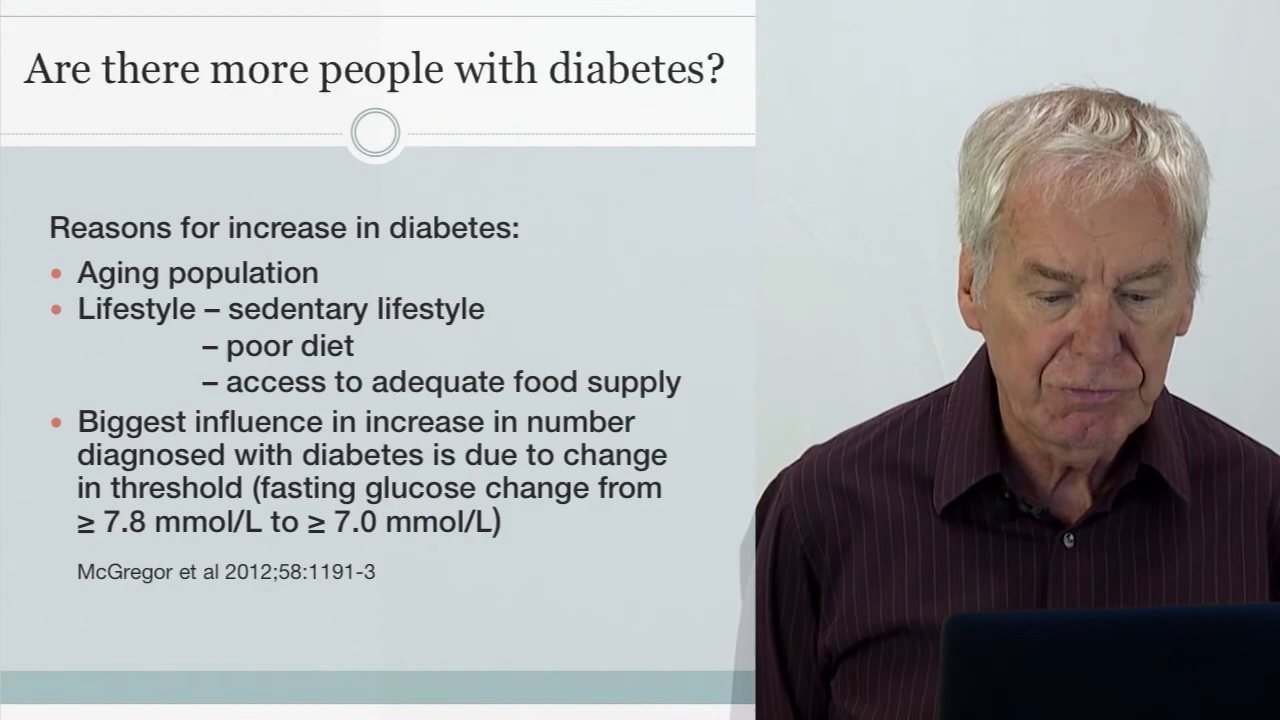 Are there more people with diabetes?
Reasons for increase in diabetes:
• Aging population
• Lifestyle – sedentary lifestyle
– poor diet
– access to adequate food supply
• Biggest influence in increase in number
diagnosed with diabetes is due to change
in threshold (fasting glucose change from
≥ 7.8 mmol/L to ≥ 7.0 mmol/L)
McGregor et al 2012;58:1191-3